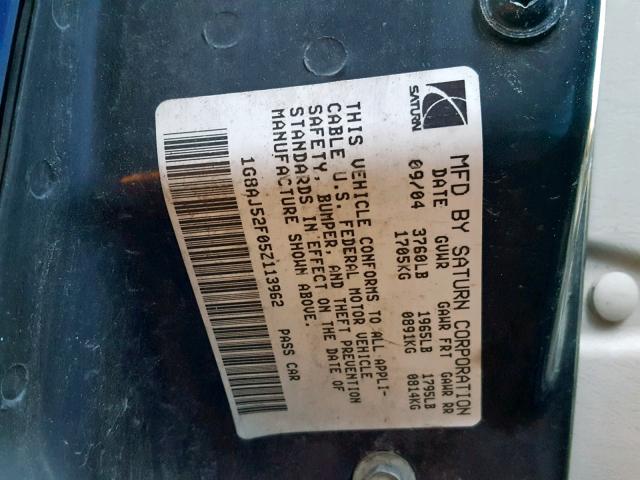 SATURN
MFD BY SATURN CORPORATION
DATE GVWR GAWR FRT GAWR RR
09/04 3760LB 1965LB 1795LB
1705KG 0891KG 0814KG
THIS VEHICLE CONFORMS TO ALL APPLI-
CABLE U.S. FEDERAL MOTOR VEHICLE
SAFETY, BUMPER, AND THEFT PREVENTION
STANDARDS IN EFFECT ON THE DATE OF
MANUFACTURE SHOWN ABOVE.
1G8AJ52F05Z113962 PASS CAR